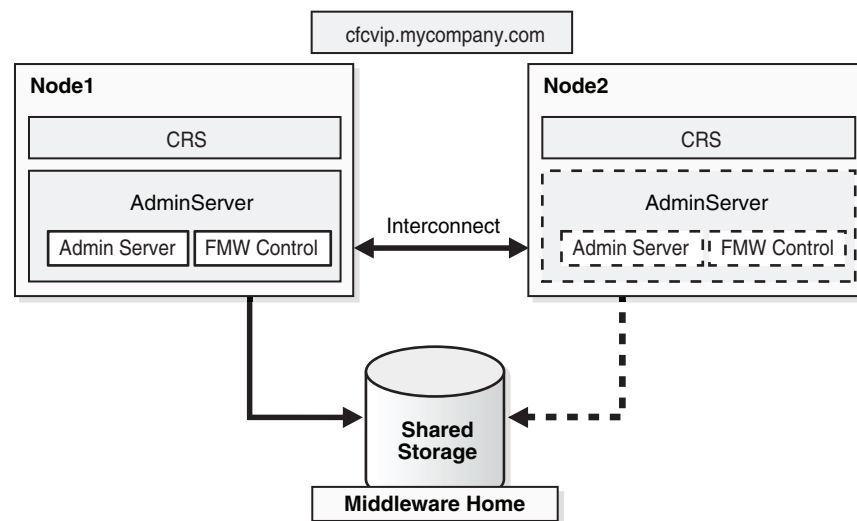 cfcvip.mycompany.com
Node1
CRS
AdminServer
Admin Server
FMW Control
Interconnect
Node2
CRS
AdminServer
Admin Server
FMW Control
Shared
Storage
Middleware Home